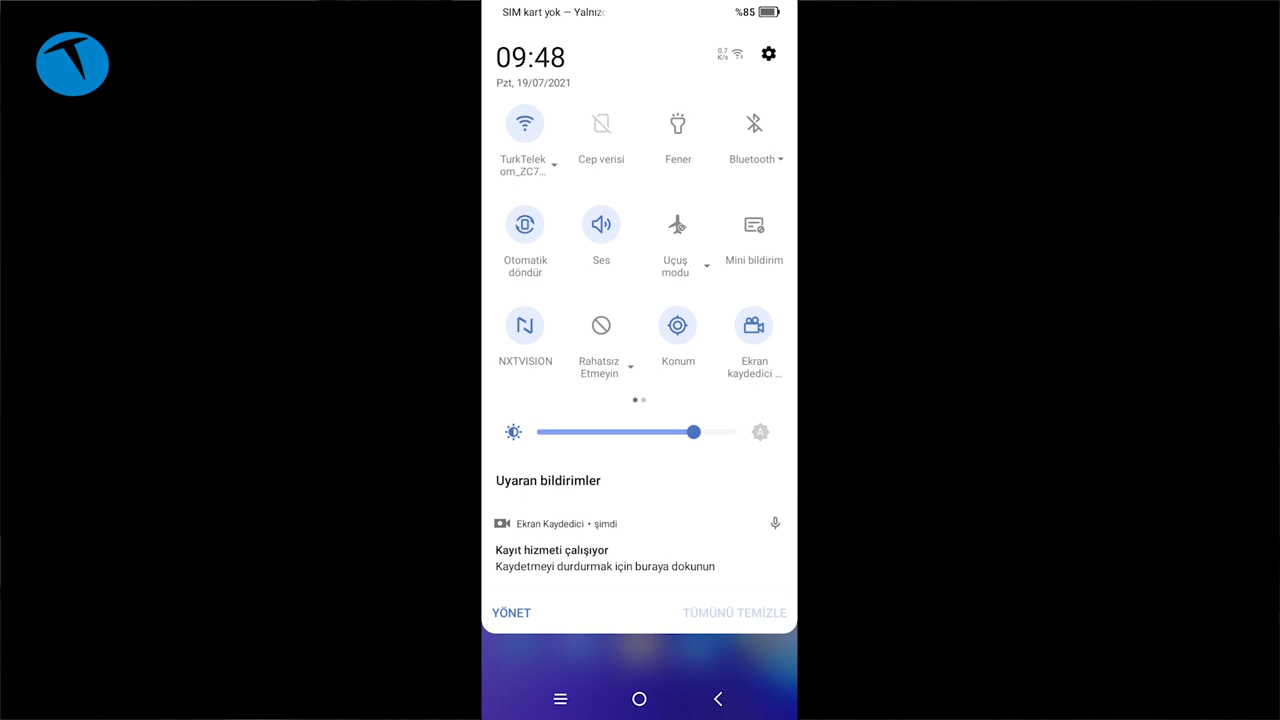 SIM kart yok — Yalnız
%85
09:48
0.7
K/s
Pzt, 19/07/2021
TurkTelek
om_ZC7...
Cep verisi
Fener
Bluetooth
Otomatik
döndür
Ses
Uçuş
modu
Mini bildirim
NXTVISION
Rahatsız
Etmeyin
Konum
Ekran
kaydedici ...
A
Uyaran bildirimler
Ekran Kaydedici • şimdi
Kayıt hizmeti çalışıyor
Kaydetmeyi durdurmak için buraya dokunun
YÖNET
TÜMÜNÜ TEMİZLE